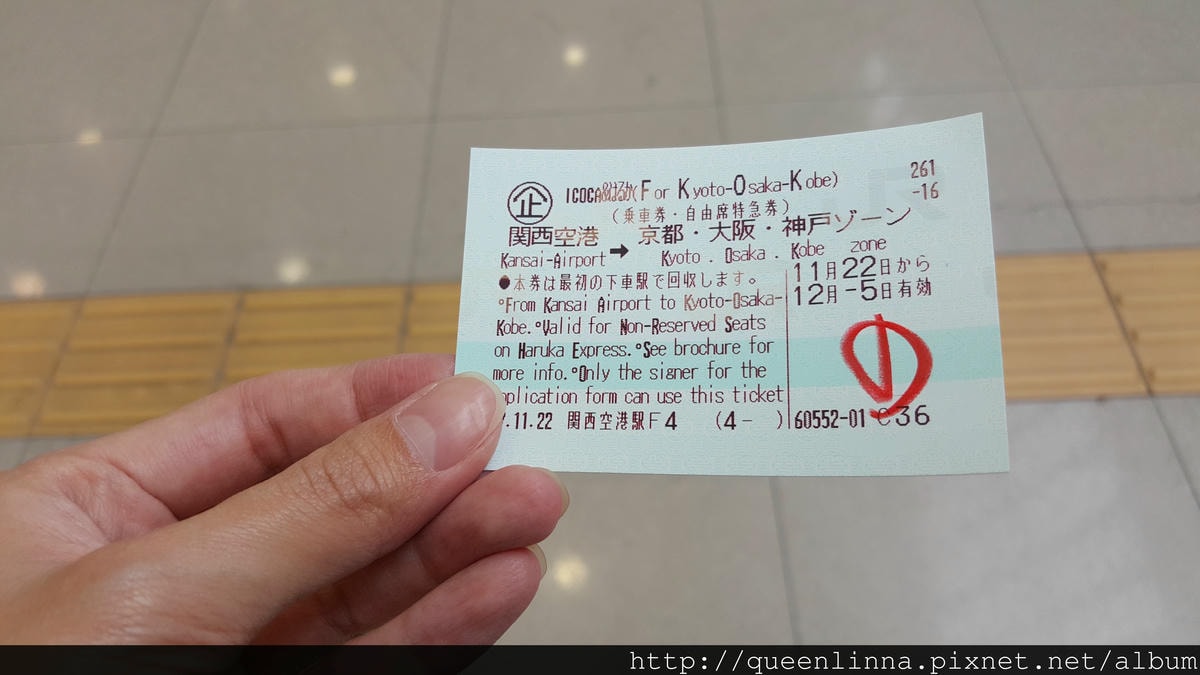 企 ICOCA&はるか(For Kyoto-Osaka-Kobe)
261
-16
(乗車券・自由席特急券)
関西空港 → 京都・大阪・神戸ゾーン
Kansai-Airport Kyoto . Osaka . Kobe zone
●本券は最初の下車駅で回収します。
11月22日から
12月-5日有効
°From Kansai Airport to Kyoto-Osaka-
Kobe.°Valid for Non-Reserved Seats
on Haruka Express.°See brochure for
more info.°Only the signer for the
pplication form can use this ticket
.11.22 関西空港駅F4 (4- ) 60552-01 C36
http://queenlinna.pixnet.net/album